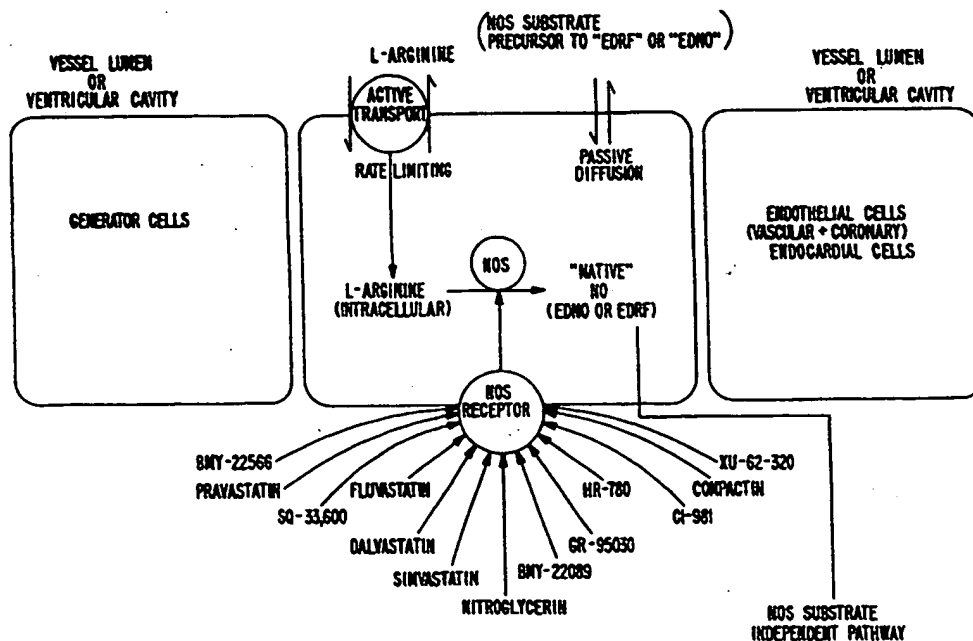 (NOS SUBSTRATE
PRECURSOR TO "EDRF" OR "EDNO")
L-ARGININE
VESSEL LUMEN
OR
VENTRICULAR CAVITY
VESSEL LUMEN
OR
VENTRICULAR CAVITY
ACTIVE
TRANSPORT
RATE LIMITING
PASSIVE
DIFFUSION
GENERATOR CELLS
ENDOTHELIAL CELLS
(VASCULAR + CORONARY)
ENDOCARDIAL CELLS
NOS
L-ARGININE
(INTRACELLULAR)
"NATIVE"
NO
(EDNO OR EDRF)
NOS
RECEPTOR
BMY-22566
PRAVASTATIN
SQ-33,600
FLUVASTATIN
DALVASTATIN
SIMVASTATIN
NITROGLYCERIN
BMY-22089
GR-95030
HR-780
CI-981
COMPACTIN
XU-62-320
NOS SUBSTRATE
INDEPENDENT PATHWAY